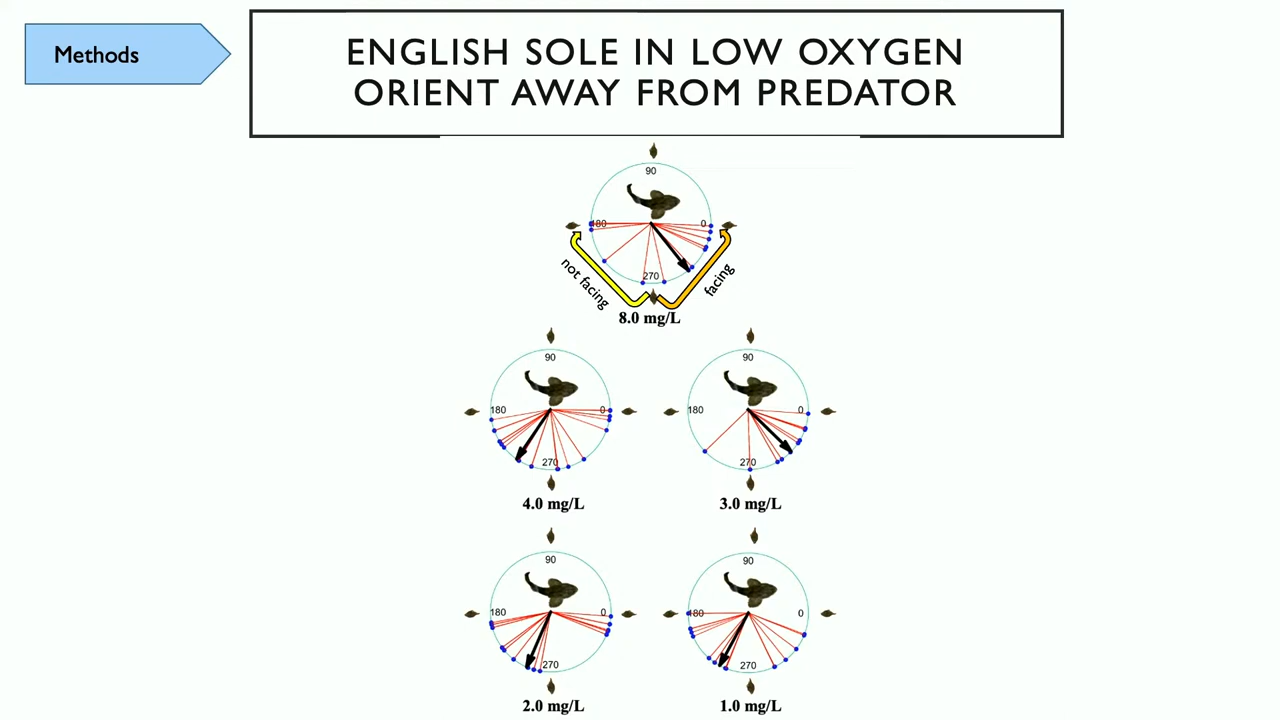 Methods
ENGLISH SOLE IN LOW OXYGEN
ORIENT AWAY FROM PREDATOR
90
180
0
270
not facing
facing
8.0 mg/L
90
180
0
270
4.0 mg/L
90
180
0
270
3.0 mg/L
90
180
0
270
2.0 mg/L
90
180
0
270
1.0 mg/L